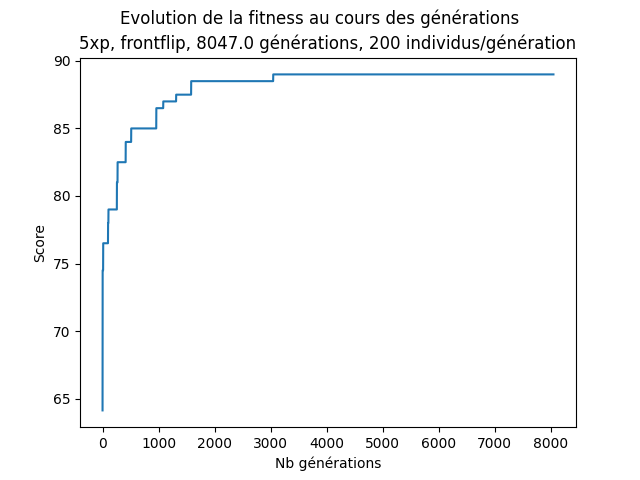 Evolution de la fitness au cours des générations
5xp, frontflip, 8047.0 générations, 200 individus/génération
90
85
80
75
70
65
Score
0 1000 2000 3000 4000 5000 6000 7000 8000
Nb générations